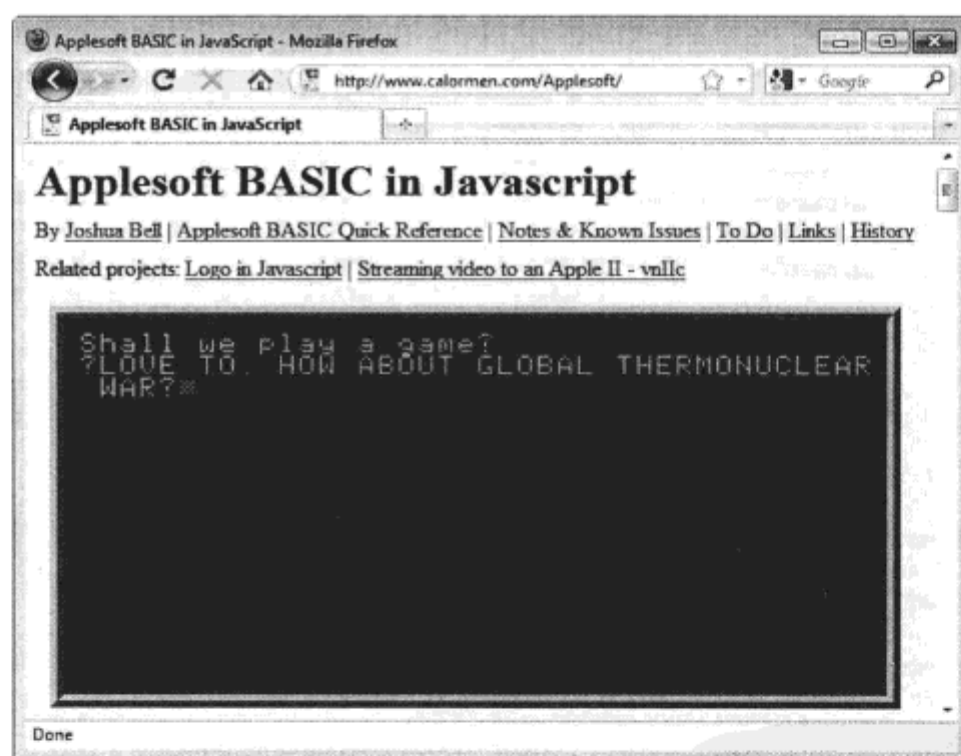 Applesoft BASIC in JavaScript - Mozilla Firefox
http://www.calormen.com/Applesoft/
Google
Applesoft BASIC in JavaScript
Applesoft BASIC in Javascript
By Joshua Bell | Applesoft BASIC Quick Reference | Notes & Known Issues | To Do | Links | History
Related projects: Logo in Javascript | Streaming video to an Apple II - vnIIc
Shall we play a game?
?LOVE TO. HOW ABOUT GLOBAL THERMONUCLEAR
WAR?
Done